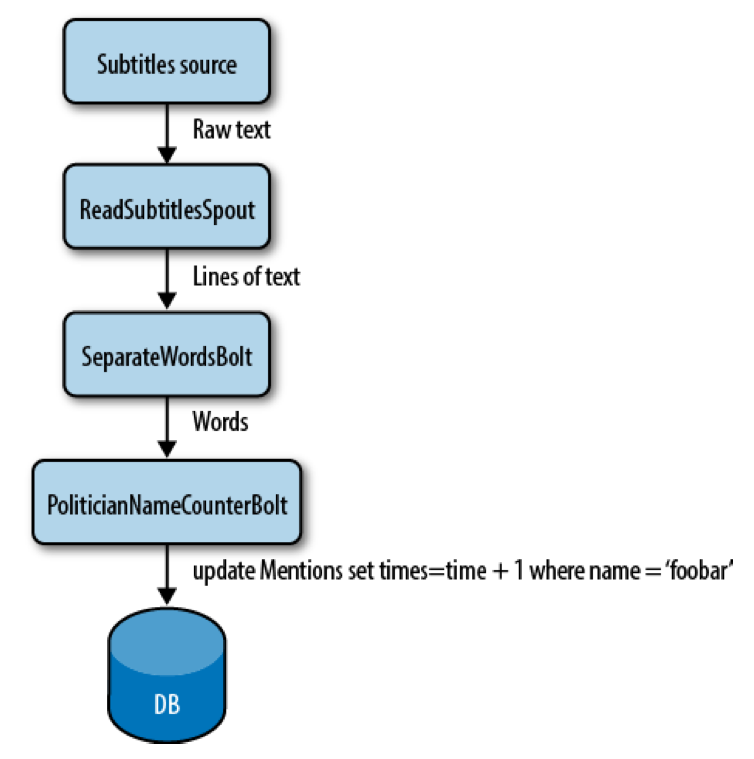 Subtitles source
Raw text
ReadSubtitlesSpout
Lines of text
SeparateWordsBolt
Words
PoliticianNameCounterBolt
update Mentions set times=time + 1 where name = ‘foobar’
DB